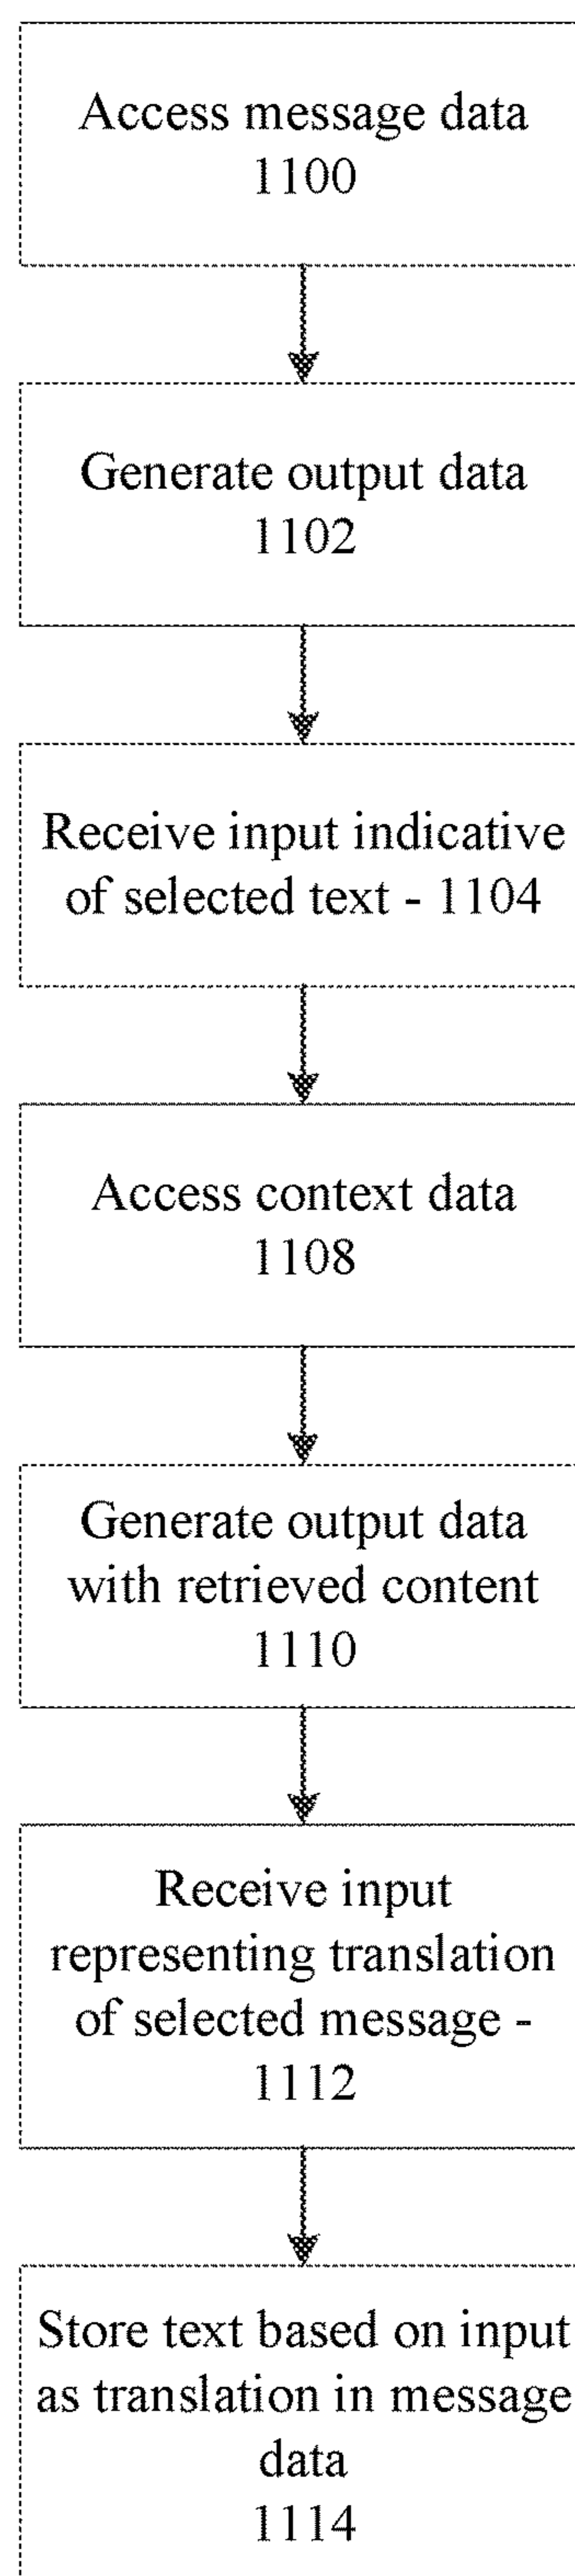 Access message data
1100
Generate output data
1102
Receive input indicative
of selected text - 1104
Access context data
1108
Generate output data
with retrieved content
1110
Receive input
representing translation
of selected message -
1112
Store text based on input
as translation in message
data
1114